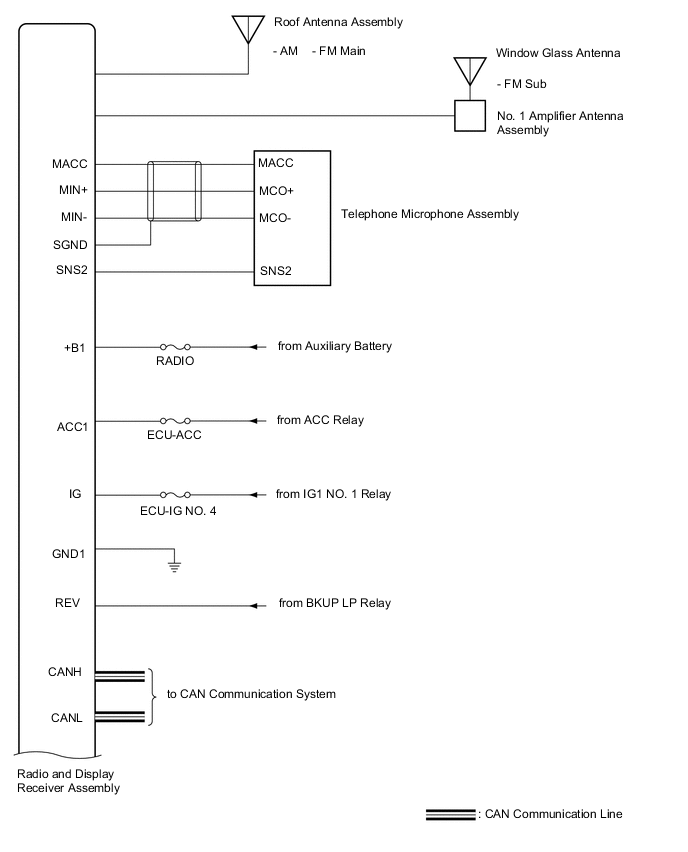 Roof Antenna Assembly
- AM - FM Main
Window Glass Antenna
- FM Sub
No. 1 Amplifier Antenna
Assembly
MACC
MACC
MIN+
MCO+
MIN-
MCO-
Telephone Microphone Assembly
SGND
SNS2
SNS2
+B1
from Auxiliary Battery
RADIO
ACC1
from ACC Relay
ECU-ACC
IG
from IG1 NO. 1 Relay
ECU-IG NO. 4
GND1
REV
from BKUP LP Relay
CANH
to CAN Communication System
CANL
Radio and Display
Receiver Assembly
: CAN Communication Line